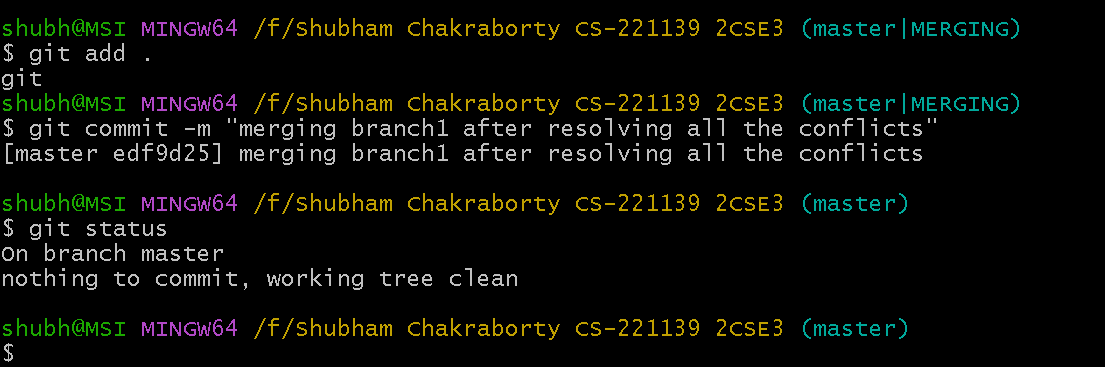 shubh@MSI MINGW64 /f/Shubham Chakraborty CS-221139 2CSE3 (master|MERGING)
$ git add .
git
shubh@MSI MINGW64 /f/Shubham Chakraborty CS-221139 2CSE3 (master|MERGING)
$ git commit -m "merging branch1 after resolving all the conflicts"
[master edf9d25] merging branch1 after resolving all the conflicts
shubh@MSI MINGW64 /f/Shubham Chakraborty CS-221139 2CSE3 (master)
$ git status
On branch master
nothing to commit, working tree clean
shubh@MSI MINGW64 /f/Shubham Chakraborty CS-221139 2CSE3 (master)
$